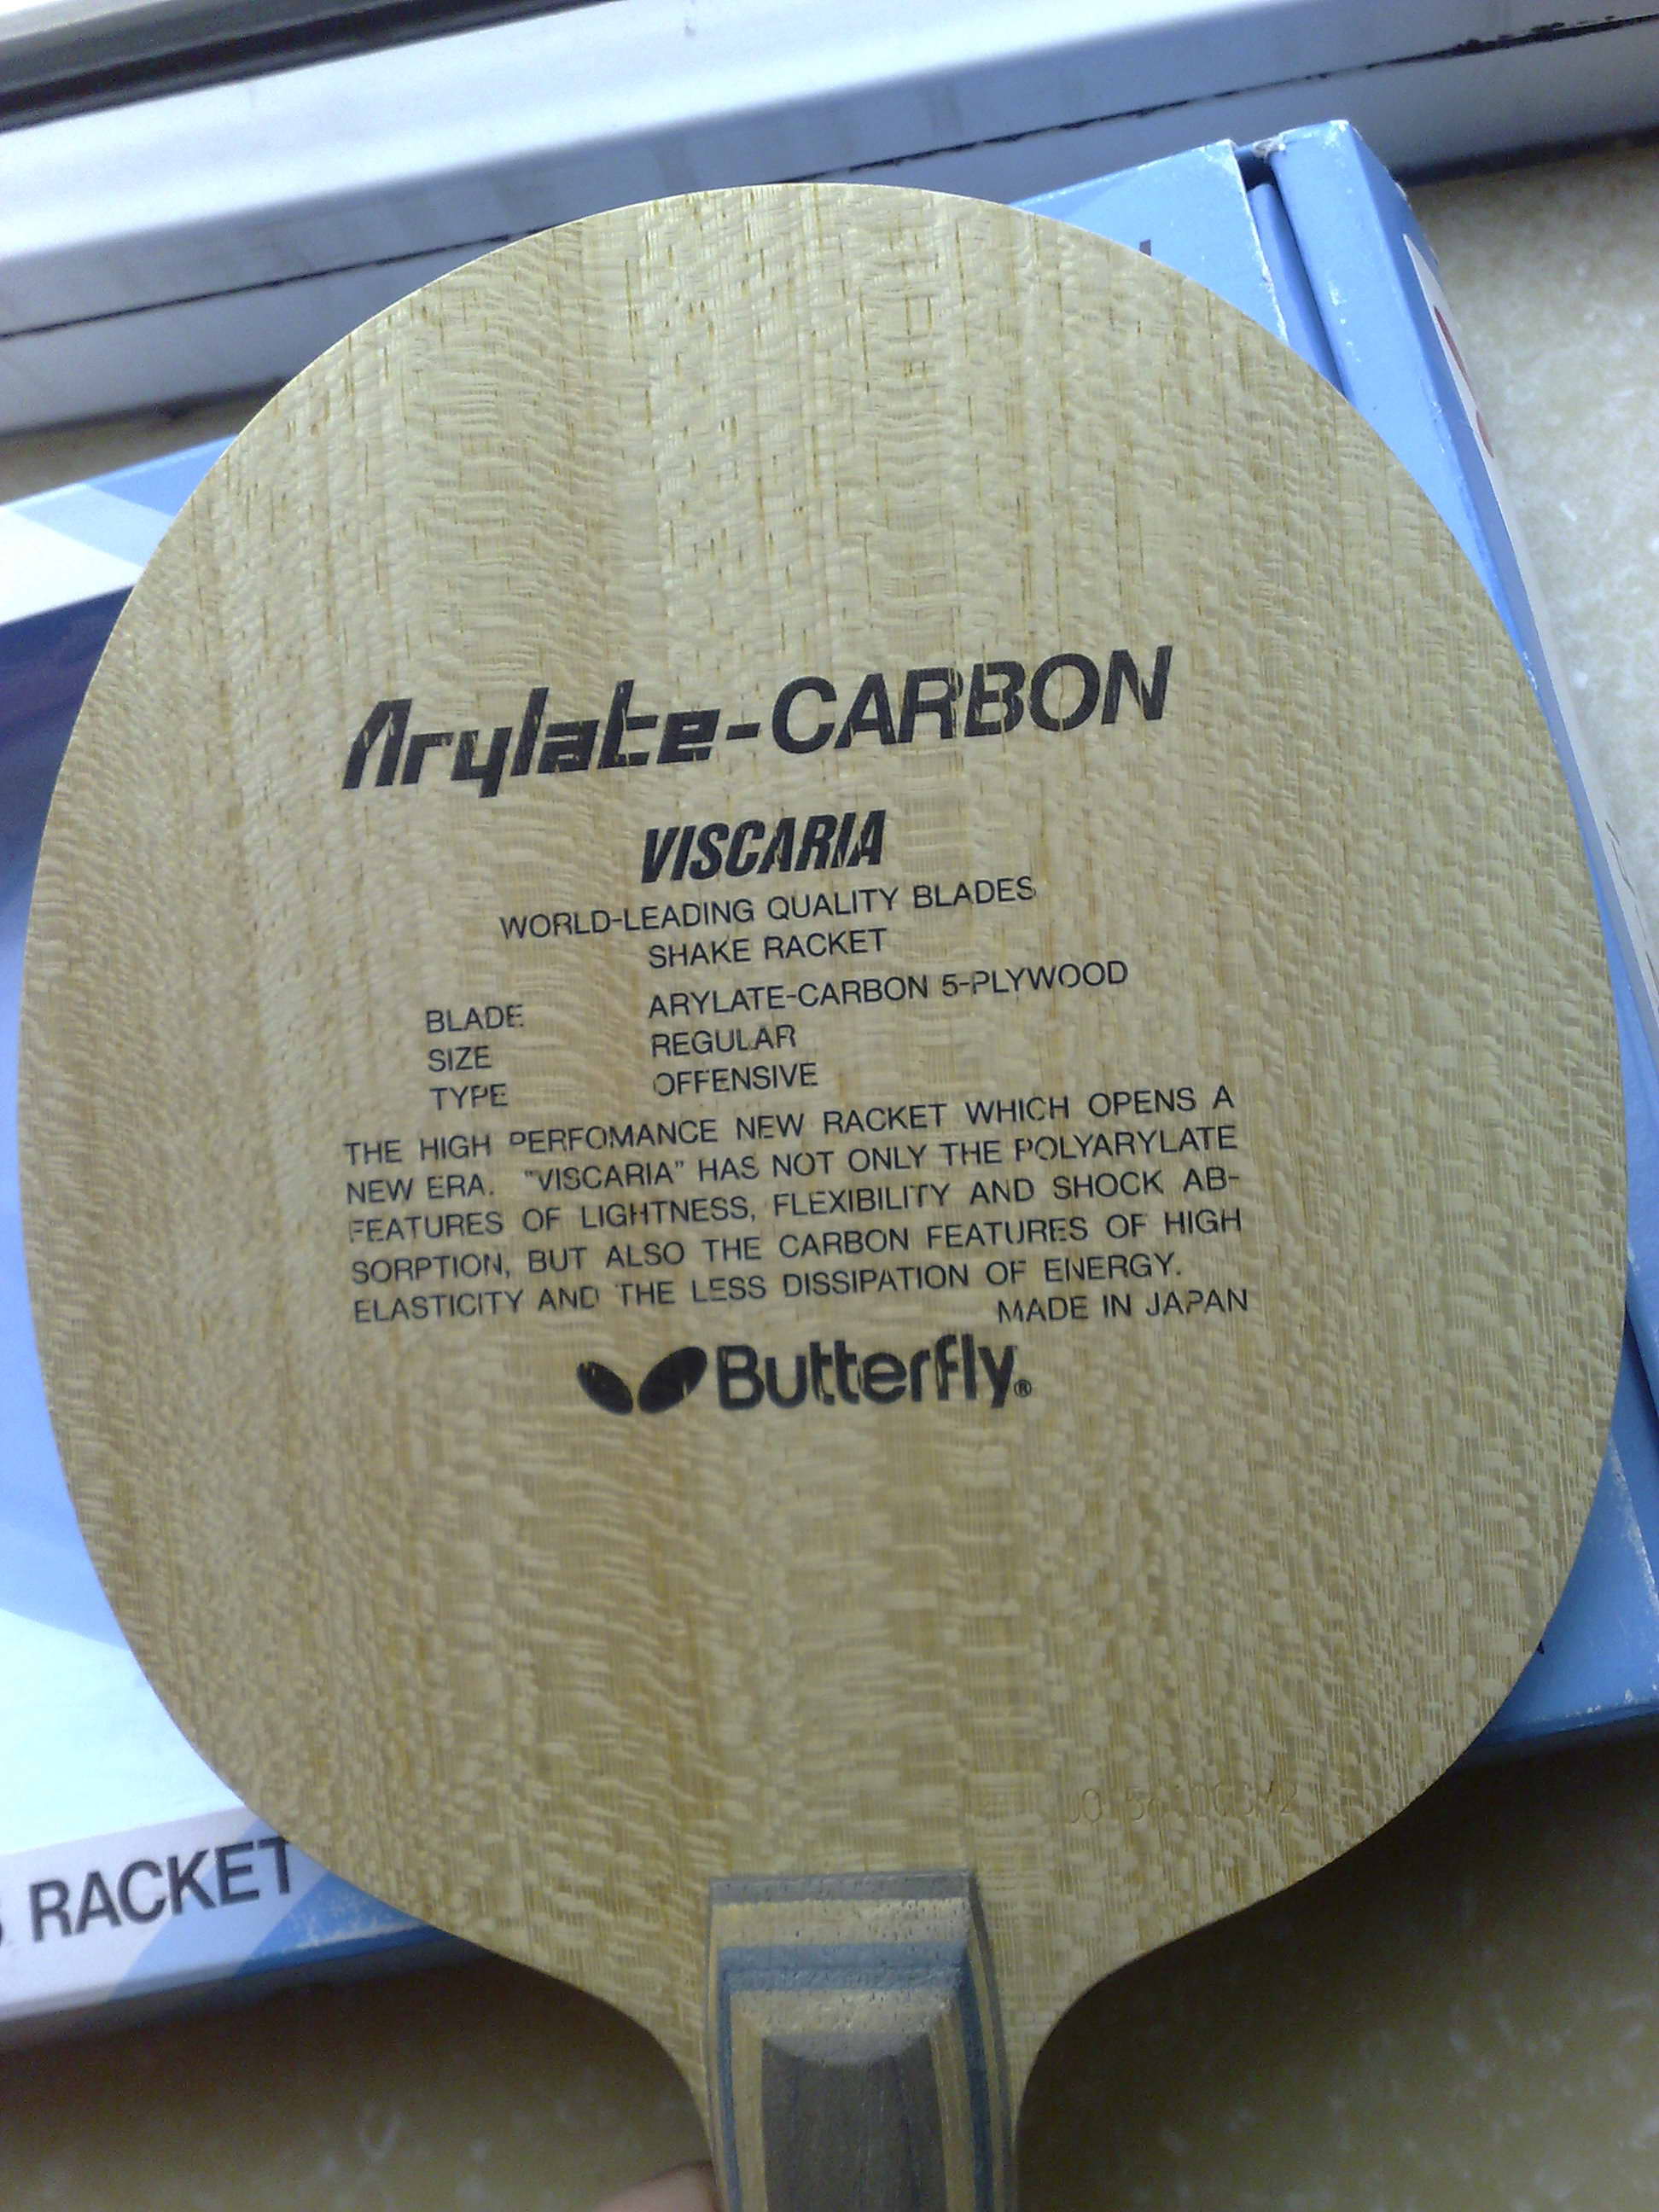 Arylate-CARBON
VISCARIA
WORLD-LEADING QUALITY BLADES
SHAKE RACKET
BLADE ARYLATE-CARBON 5-PLYWOOD
SIZE REGULAR
TYPE OFFENSIVE
THE HIGH PERFOMANCE NEW RACKET WHICH OPENS A
NEW ERA. "VISCARIA" HAS NOT ONLY THE POLYARYLATE
FEATURES OF LIGHTNESS, FLEXIBILITY AND SHOCK AB-
SORPTION, BUT ALSO THE CARBON FEATURES OF HIGH
ELASTICITY AND THE LESS DISSIPATION OF ENERGY.
MADE IN JAPAN
Butterfly®
RACKET